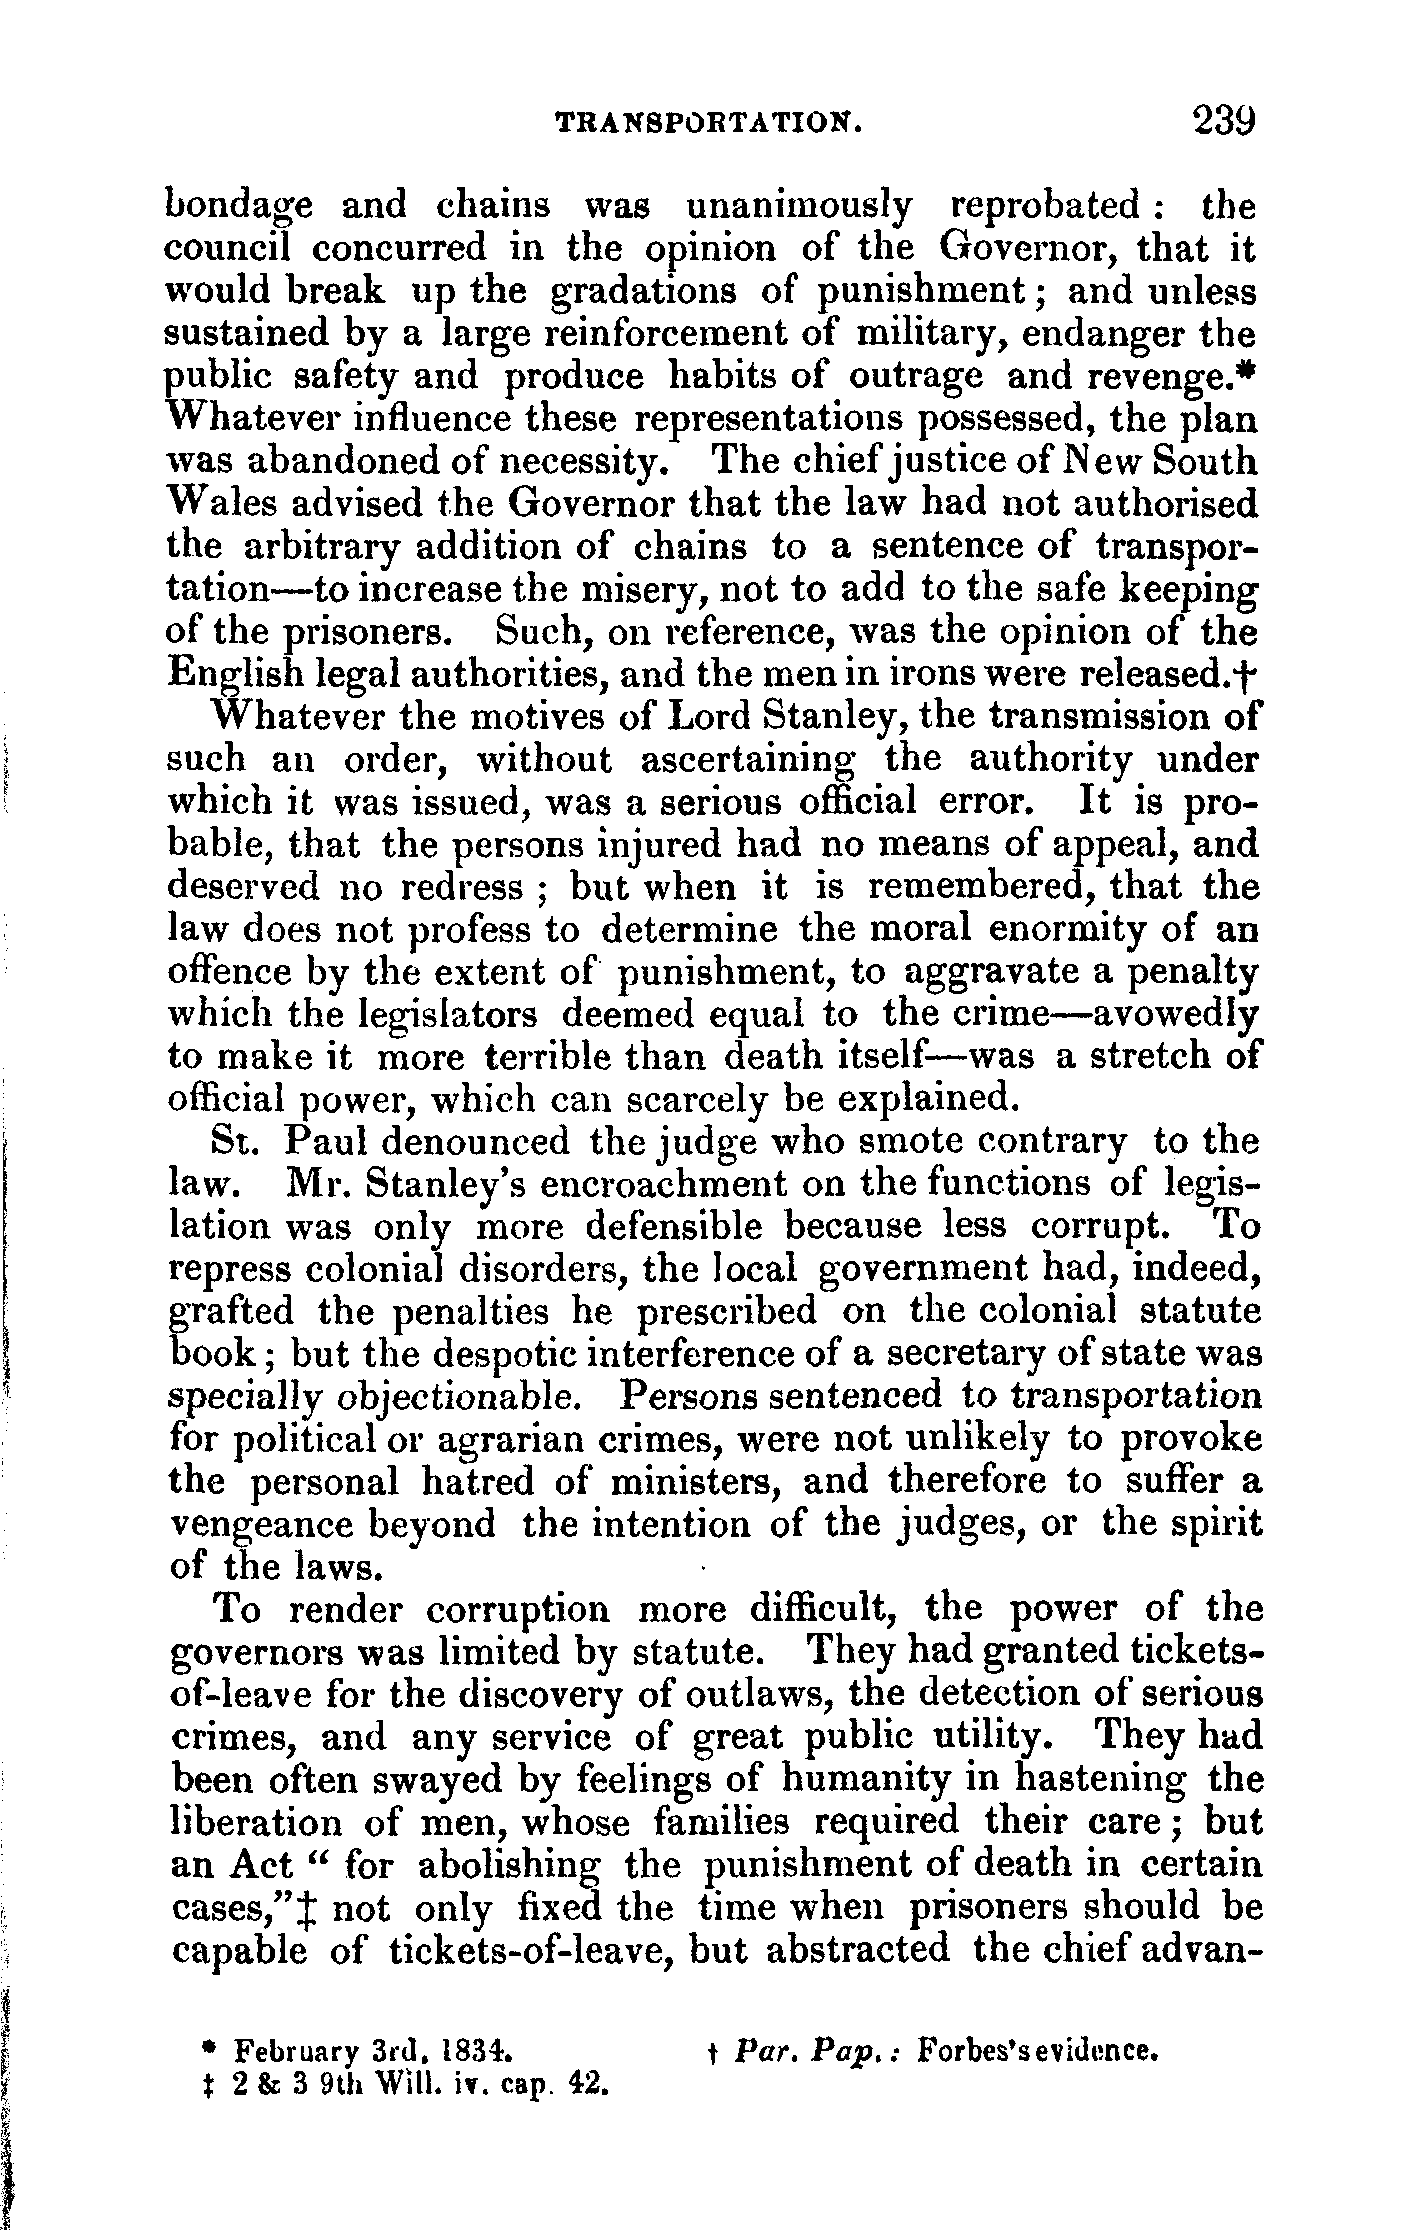 TRANSPORTATION. 239
bondage and chains was unanimously reprobated : the
council concurred in the opinion of the Governor, that it
would break up the gradations of punishment ; and unless
sustained by a large reinforcement of military, endanger the
public safety and produce habits of outrage and revenge.*
Whatever influence these representations possessed, the plan
was abandoned of necessity. The chief justice of New South
Wales advised the Governor that the law had not authorised
the arbitrary addition of chains to a sentence of transpor-
tation—to increase the misery, not to add to the safe keeping
of the prisoners. Such, on reference, was the opinion of the
English legal authorities, and the men in irons were released.†
Whatever the motives of Lord Stanley, the transmission of
such an order, without ascertaining the authority under
which it was issued, was a serious official error. It is pro-
bable, that the persons injured had no means of appeal, and
deserved no redress ; but when it is remembered, that the
law does not profess to determine the moral enormity of an
offence by the extent of punishment, to aggravate a penalty
which the legislators deemed equal to the crime—avowedly
to make it more terrible than death itself—was a stretch of
official power, which can scarcely be explained.
St. Paul denounced the judge who smote contrary to the
law. Mr. Stanley's encroachment on the functions of legis-
lation was only more defensible because less corrupt. To
repress colonial disorders, the local government had, indeed,
grafted the penalties he prescribed on the colonial statute
book ; but the despotic interference of a secretary of state was
specially objectionable. Persons sentenced to transportation
for political or agrarian crimes, were not unlikely to provoke
the personal hatred of ministers, and therefore to suffer a
vengeance beyond the intention of the judges, or the spirit
of the laws.
To render corruption more difficult, the power of the
governors was limited by statute. They had granted tickets-
of-leave for the discovery of outlaws, the detection of serious
crimes, and any service of great public utility. They had
been often swayed by feelings of humanity in hastening the
liberation of men, whose families required their care ; but
an Act “ for abolishing the punishment of death in certain
cases,”‡ not only fixed the time when prisoners should be
capable of tickets-of-leave, but abstracted the chief advan-
* February 3rd, 1834. † Par. Pap. : Forbes's evidence.
‡ 2 & 3 9th Will. iv. cap. 42.